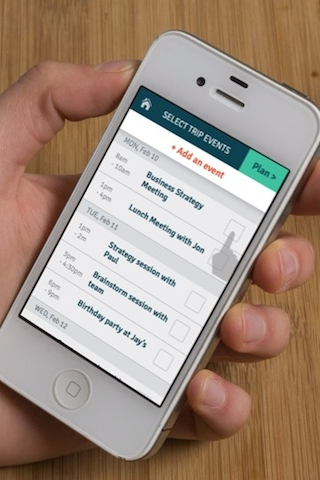 SELECT TRIP EVENTS
Plan >
+ Add an event
MON, Feb 10
8am
- 10am
Business Strategy
Meeting
1pm
- 4pm
Lunch Meeting with Jon
TUE, Feb 11
1pm
- 2m
Strategy session with
Paul
3pm
- 4:30pm
Brainstorm session with
team
6pm
- 9pm
Birthday party at Jay's
WED, Feb 12